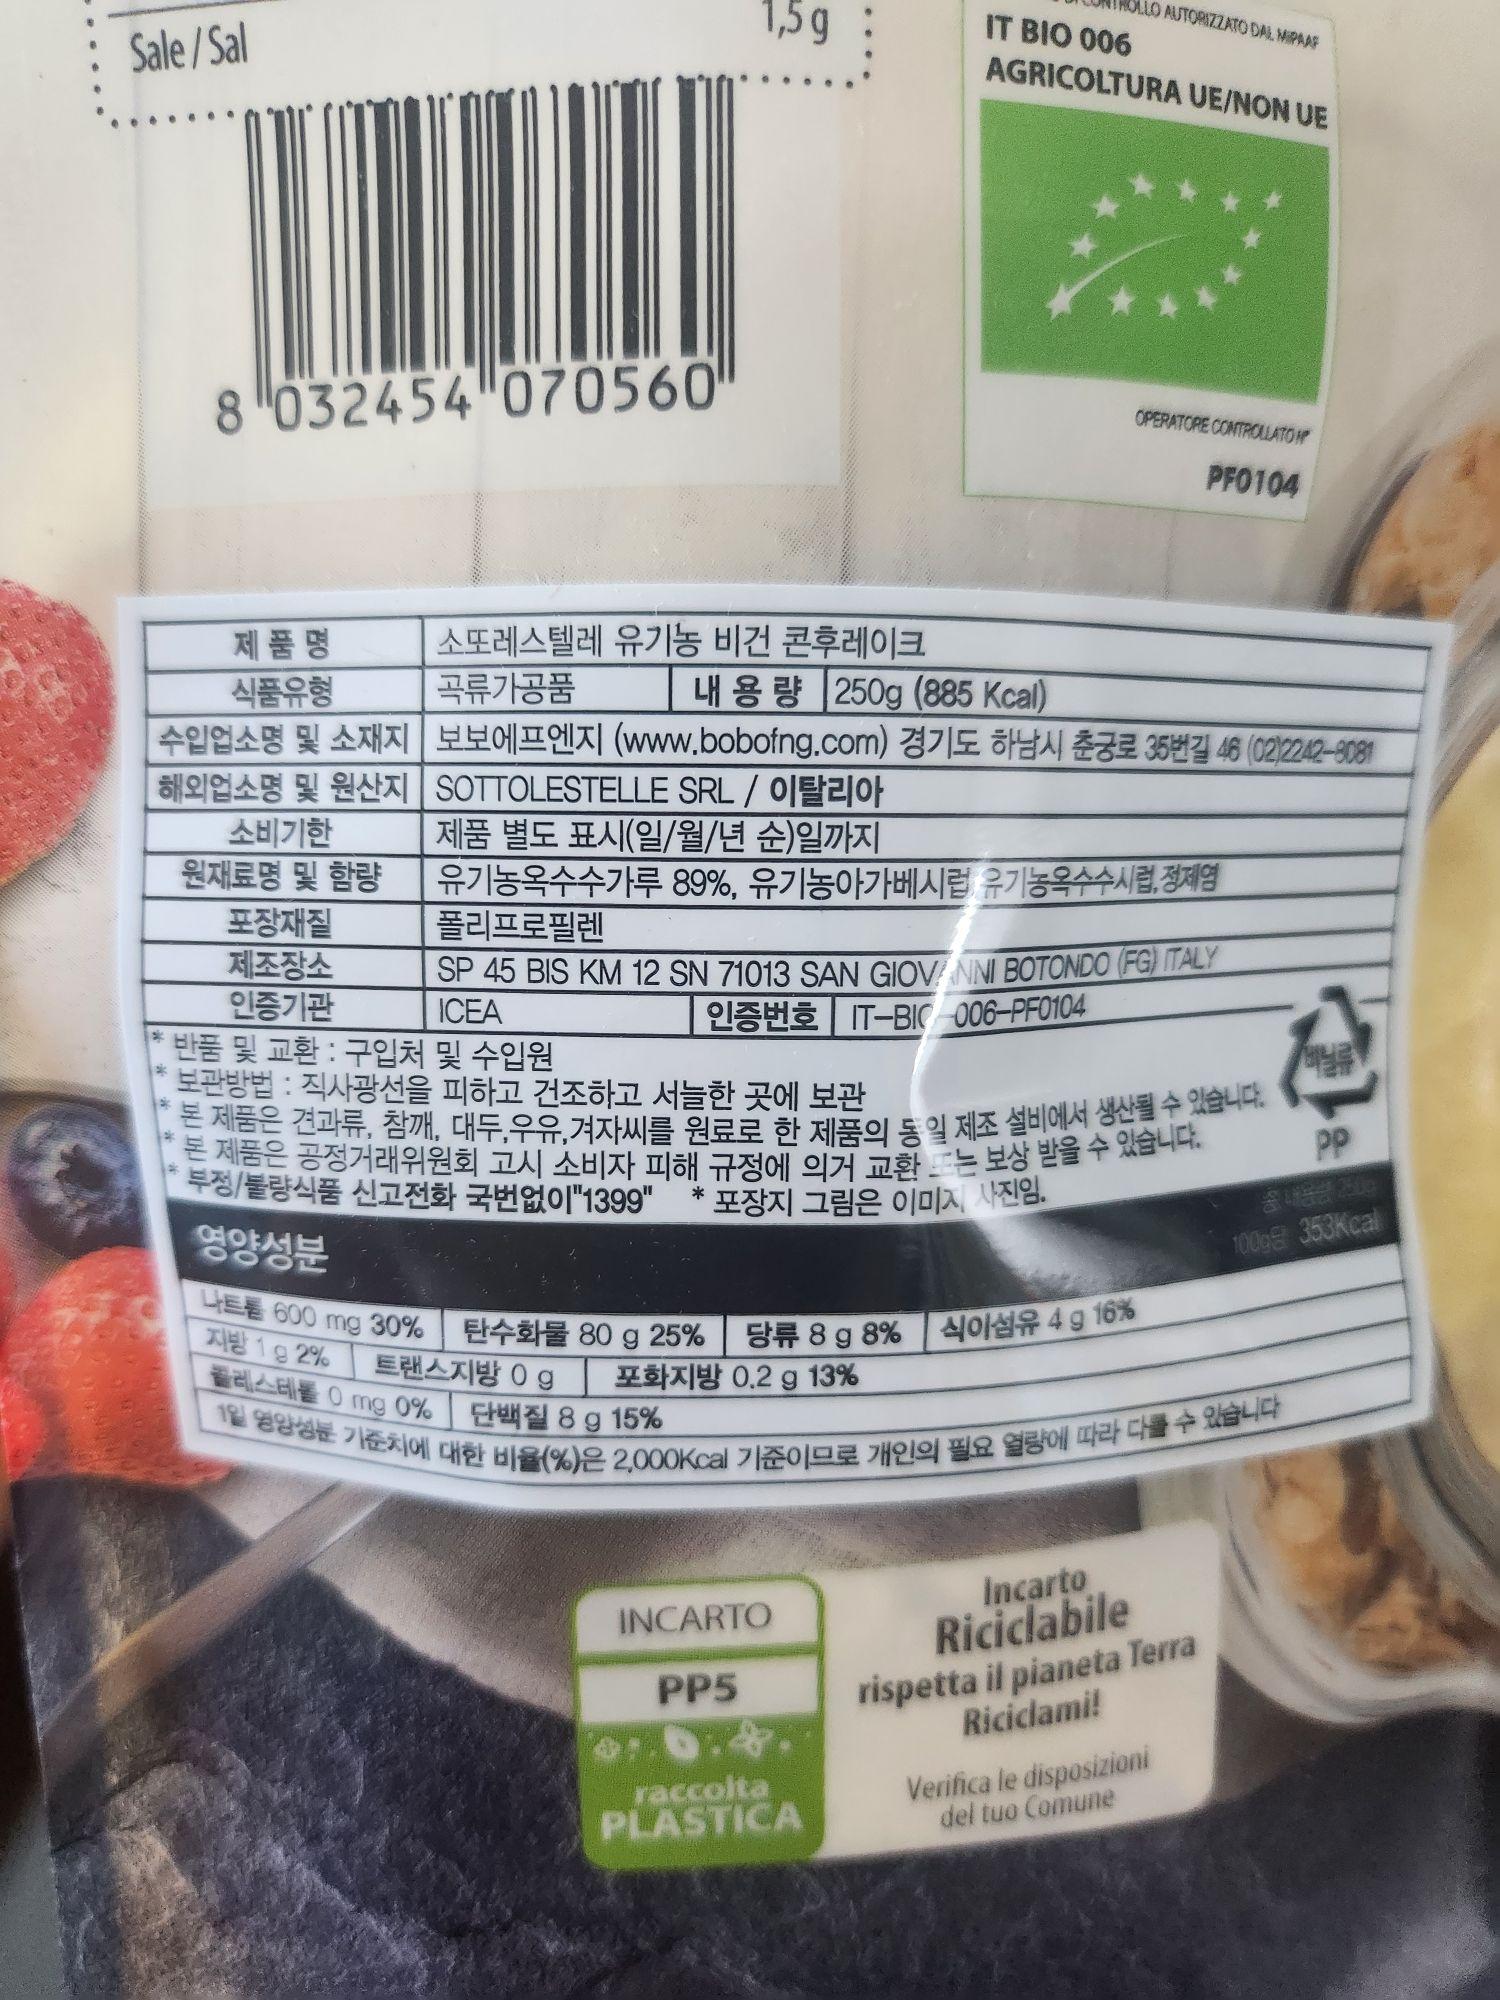 Sale / Sal 1,5 g
CONTROLLO AUTORIZZATO DAL MIPAAF
IT BIO 006
AGRICOLTURA UE/NON UE
8 032454 070560
OPERATORE CONTROLLATO N°
PF0104
제 품 명 소또레스텔레 유기농 비건 콘후레이크
식품유형 곡류가공품 내 용 량 250g (885 Kcal)
수입업소명 및 소재지 보보에프엔지 (www.bobofng.com) 경기도 하남시 춘궁로 35번길 46 (02)2242-8081
해외업소명 및 원산지 SOTTOLESTELLE SRL / 이탈리아
소비기한 제품 별도 표시(일/월/년 순)일까지
원재료명 및 함량 유기농옥수수가루 89%, 유기농아가베시럽, 유기농옥수수시럽, 정제염
포장재질 폴리프로필렌
제조장소 SP 45 BIS KM 12 SN 71013 SAN GIOVANNI BOTONDO (FG) ITALY
인증기관 ICEA 인증번호 IT-BIO-006-PF0104
* 반품 및 교환 : 구입처 및 수입원
* 보관방법 : 직사광선을 피하고 건조하고 서늘한 곳에 보관
* 본 제품은 견과류, 참깨, 대두,우유,겨자씨를 원료로 한 제품의 동일 제조 설비에서 생산될 수 있습니다.
* 본 제품은 공정거래위원회 고시 소비자 피해 규정에 의거 교환 또는 보상 받을 수 있습니다.
* 부정/불량식품 신고전화 국번없이"1399" * 포장지 그림은 이미지 사진임.
비닐류
PP
영양성분
총 내용량 250g
100g당 353Kcal
나트륨 600 mg 30% 탄수화물 80 g 25% 당류 8 g 8% 식이섬유 4 g 16%
지방 1 g 2% 트랜스지방 0 g 포화지방 0.2 g 13%
콜레스테롤 0 mg 0% 단백질 8 g 15%
1일 영양성분 기준치에 대한 비율(%)은 2,000Kcal 기준이므로 개인의 필요 열량에 따라 다를 수 있습니다
INCARTO
PP5
raccolta
PLASTICA
Incarto
Riciclabile
rispetta il pianeta Terra
Riciclami!
Verifica le disposizioni
del tuo Comune